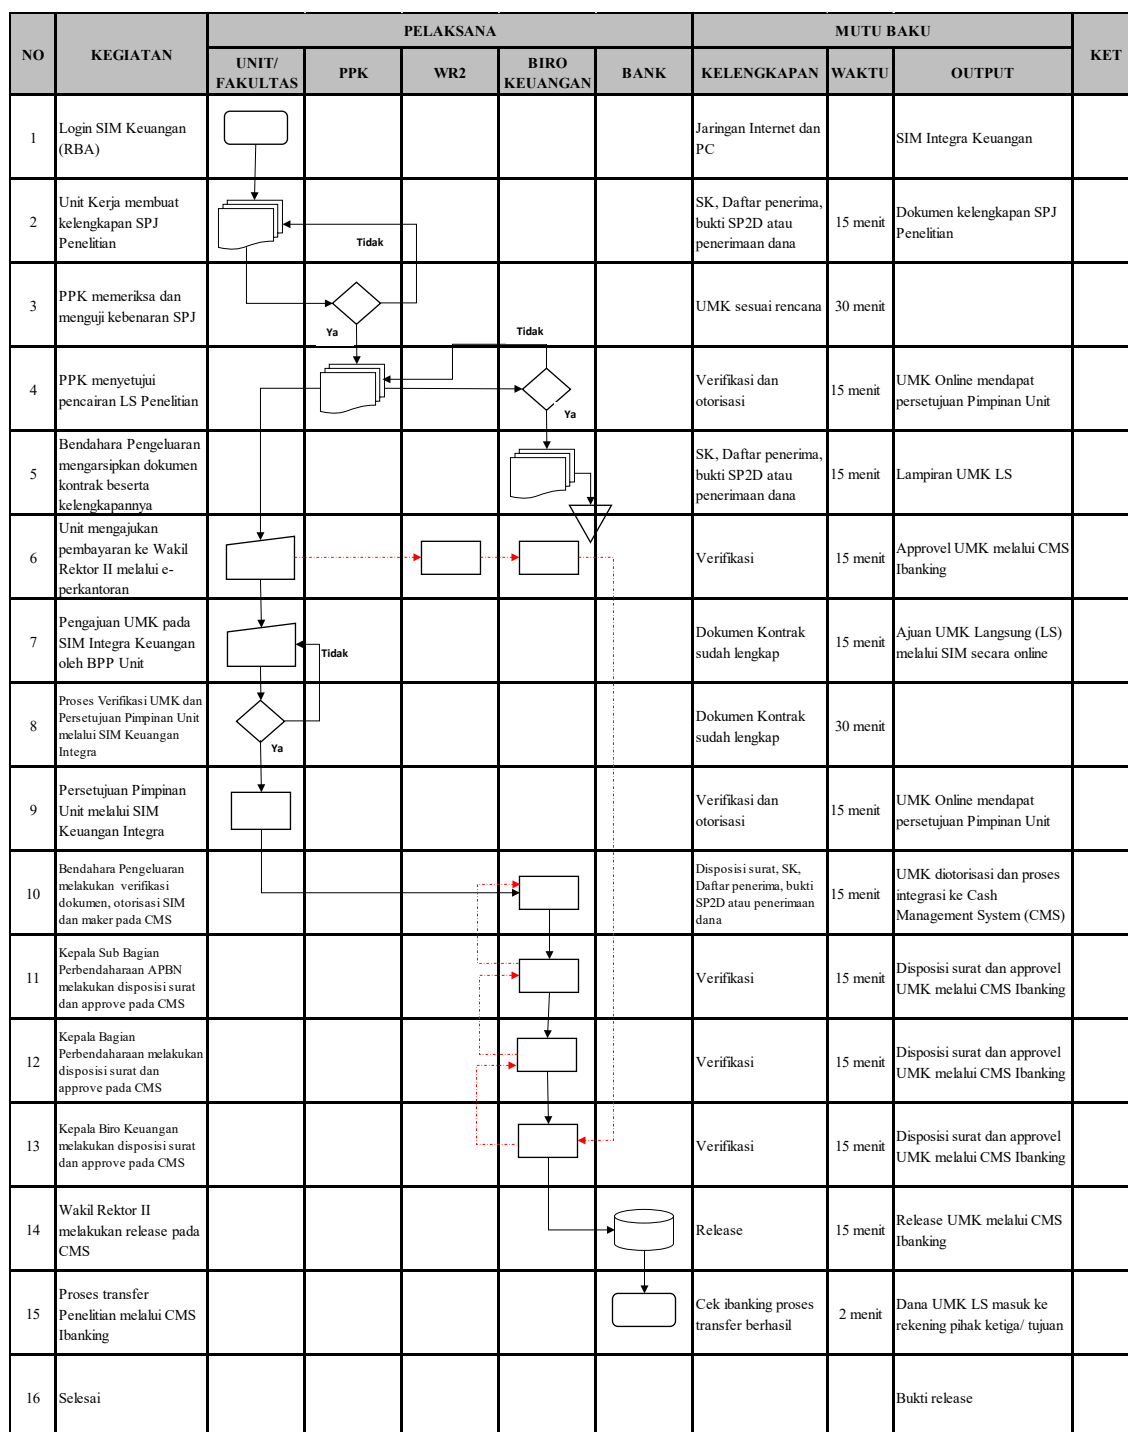 NO
KEGIATAN
PELAKSANA
MUTU BAKU
KET
UNIT/
FAKULTAS
PPK
WR2
BIRO
KEUANGAN
BANK
KELENGKAPAN
WAKTU
OUTPUT
1
Login SIM Keuangan
(RBA)
Jaringan Internet dan
PC
SIM Integra Keuangan
2
Unit Kerja membuat
kelengkapan SPJ
Penelitian
Tidak
SK, Daftar penerima,
bukti SP2D atau
penerimaan dana
15 menit
Dokumen kelengkapan SPJ
Penelitian
3
PPK memeriksa dan
menguji kebenaran SPJ
Ya
Tidak
UMK sesuai rencana
30 menit
4
PPK menyetujui
pencairan LS Penelitian
Ya
Verifikasi dan
otorisasi
15 menit
UMK Online mendapat
persetujuan Pimpinan Unit
5
Bendahara Pengeluaran
mengarsipkan dokumen
kontrak beserta
kelengkapannya
SK, Daftar penerima,
bukti SP2D atau
penerimaan dana
15 menit
Lampiran UMK LS
6
Unit mengajukan
pembayaran ke Wakil
Rektor II melalui e-
perkantoran
Verifikasi
15 menit
Approvel UMK melalui CMS
Ibanking
7
Pengajuan UMK pada
SIM Integra Keuangan
oleh BPP Unit
Tidak
Dokumen Kontrak
sudah lengkap
15 menit
Ajuan UMK Langsung (LS)
melalui SIM secara online
8
Proses Verifikasi UMK dan
Persetujuan Pimpinan Unit
melalui SIM Keuangan
Integra
Ya
Dokumen Kontrak
sudah lengkap
30 menit
9
Persetujuan Pimpinan
Unit melalui SIM
Keuangan Integra
Verifikasi dan
otorisasi
15 menit
UMK Online mendapat
persetujuan Pimpinan Unit
10
Bendahara Pengeluaran
melakukan verifikasi
dokumen, otorisasi SIM
dan maker pada CMS
Disposisi surat, SK,
Daftar penerima, bukti
SP2D atau penerimaan
dana
15 menit
UMK diotorisasi dan proses
integrasi ke Cash
Management System (CMS)
11
Kepala Sub Bagian
Perbendaharaan APBN
melakukan disposisi surat
dan approve pada CMS
Verifikasi
15 menit
Disposisi surat dan approvel
UMK melalui CMS Ibanking
12
Kepala Bagian
Perbendaharaan melakukan
disposisi surat dan
approve pada CMS
Verifikasi
15 menit
Disposisi surat dan approvel
UMK melalui CMS Ibanking
13
Kepala Biro Keuangan
melakukan disposisi surat
dan approve pada CMS
Verifikasi
15 menit
Disposisi surat dan approvel
UMK melalui CMS Ibanking
14
Wakil Rektor II
melakukan release pada
CMS
Release
15 menit
Release UMK melalui CMS
Ibanking
15
Proses transfer
Penelitian melalui CMS
Ibanking
Cek ibanking proses
transfer berhasil
2 menit
Dana UMK LS masuk ke
rekening pihak ketiga/ tujuan
16
Selesai
Bukti release